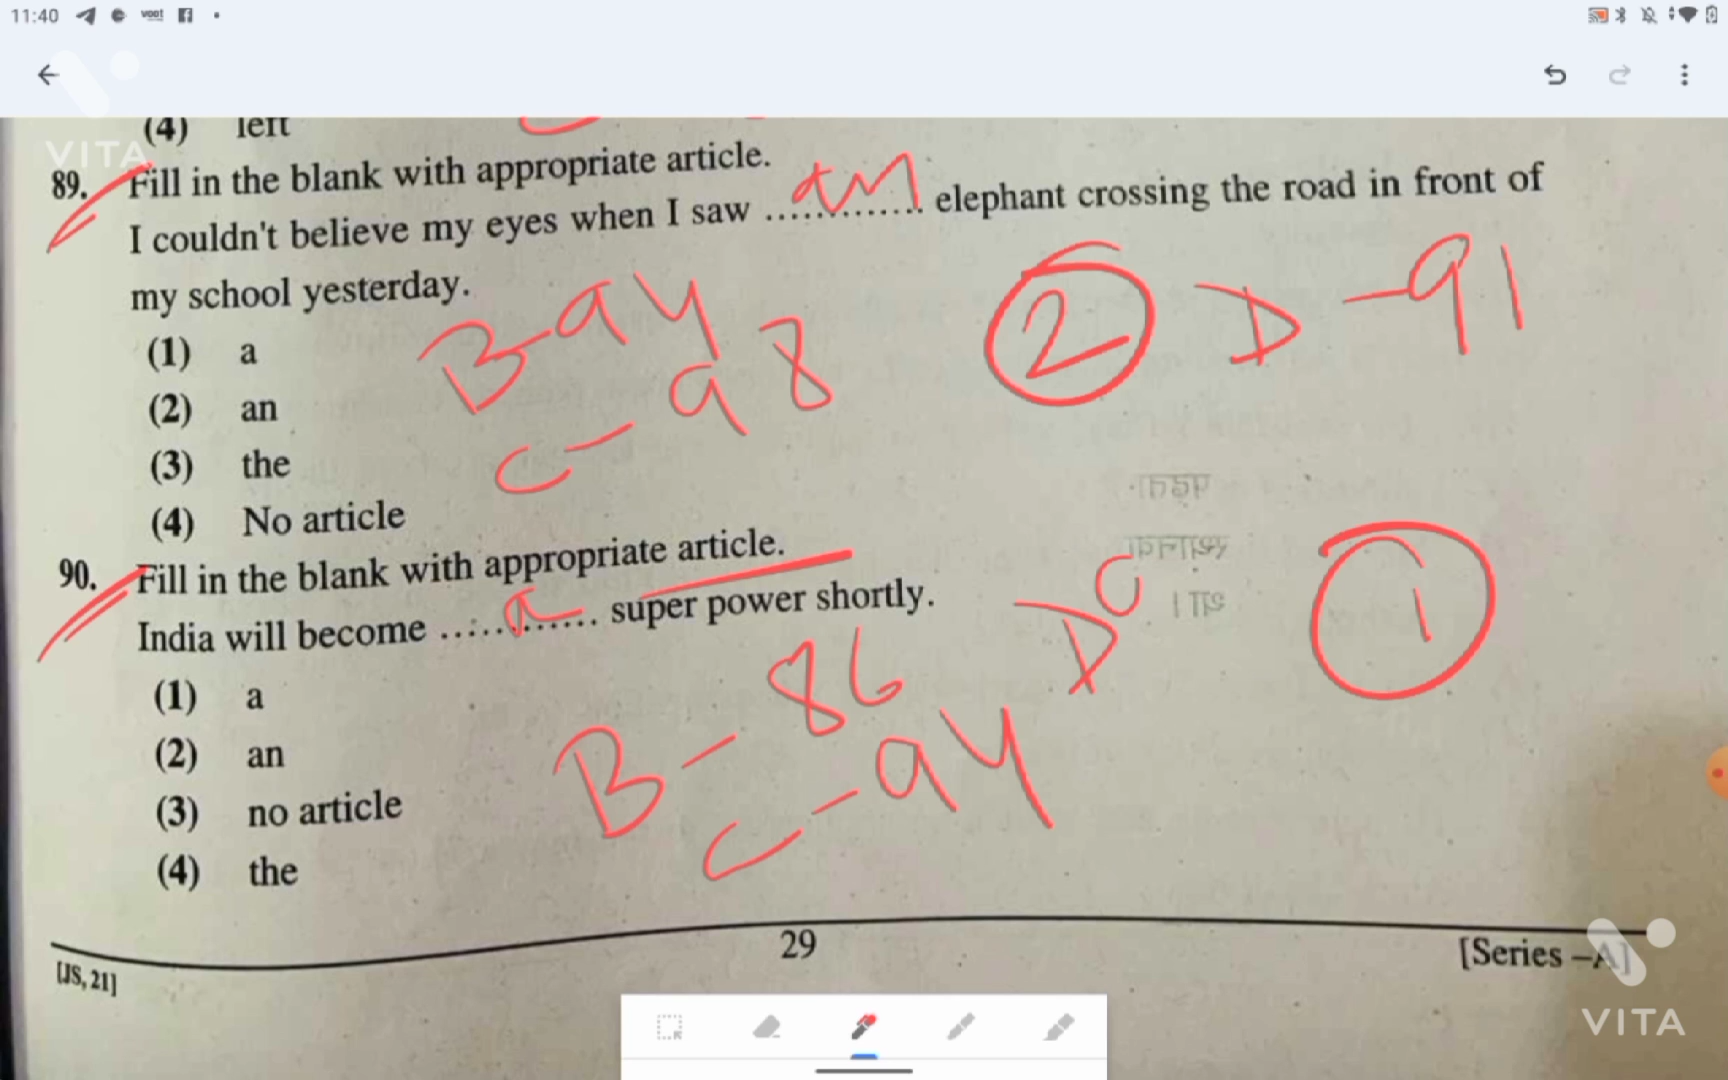 11:40
voot
VITA
(4) left
89. Fill in the blank with appropriate article.
I couldn't believe my eyes when I saw ............. elephant crossing the road in front of
an
my school yesterday.
(1) a
(2) an
(3) the
(4) No article
B - 94
C - 98
2 D - 91
90. Fill in the blank with appropriate article.
India will become ............. super power shortly.
a
(1) a
(2) an
(3) no article
(4) the
B - 86
C - 94
D
1
29
[JS, 21]
[Series –A]
VITA